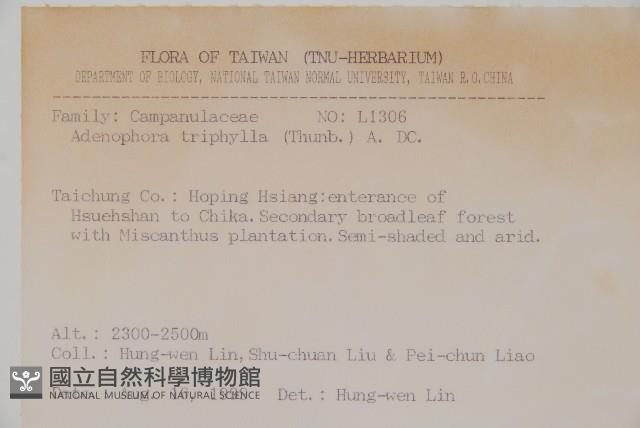 FLORA OF TAIWAN (TNU-HERBARIUM)
DEPARTMENT OF BIOLOGY, NATIONAL TAIWAN NORMAL UNIVERSITY, TAIWAN R.O.CHINA
Family: Campanulaceae NO: L1306
Adenophora triphylla (Thunb.) A. DC.
Taichung Co.: Hoping Hsiang:enterance of
Hsuehshan to Chika. Secondary broadleaf forest
with Miscanthus plantation. Semi-shaded and arid.
Alt.: 2300-2500m
Coll.: Hung-wen Lin, Shu-chuan Liu & Pei-chun Liao
國立自然科學博物館
Det.: Hung-wen Lin
NATIONAL MUSEUM OF NATURAL SCIENCE